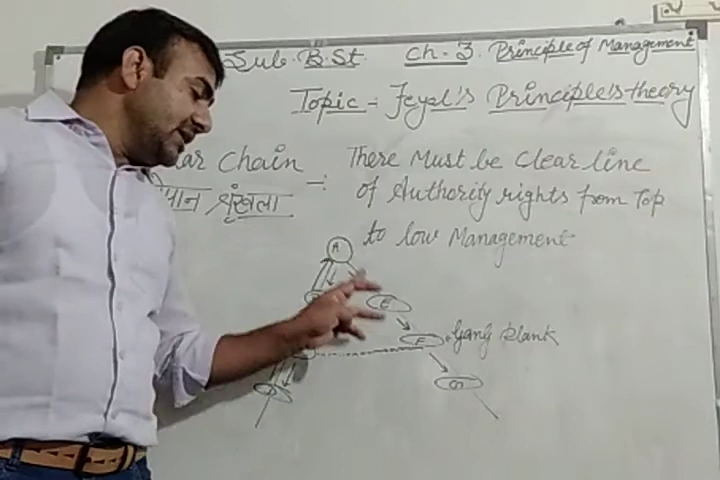 Sub. B.St. Ch-3. Principle of Management
Topic = Feyol's Principle's theory
lar Chain :- There Must be Clear line
मान श्रृंखला of Authority rights from Top
to low Management
A
E
F . Gang Plank
G